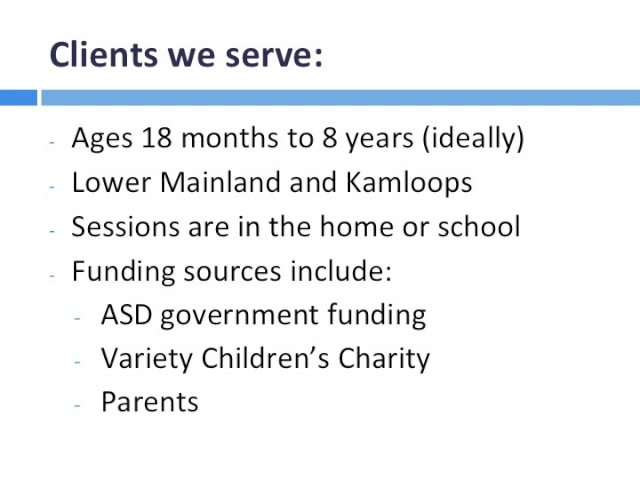 Clients we serve:
- Ages 18 months to 8 years (ideally)
- Lower Mainland and Kamloops
- Sessions are in the home or school
- Funding sources include:
- ASD government funding
- Variety Children’s Charity
- Parents